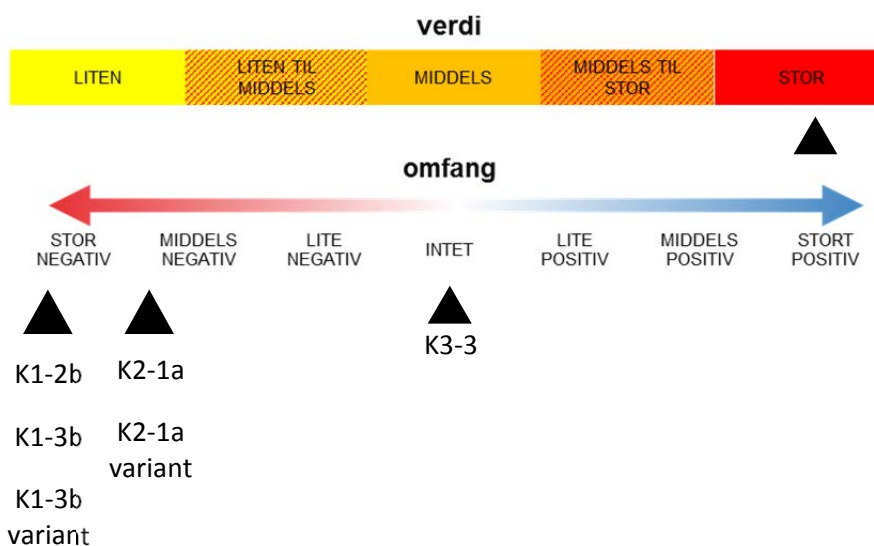 verdi
LITEN
LITEN TIL
MIDDELS
MIDDELS
MIDDELS TIL
STOR
STOR
omfang
STOR
NEGATIV
MIDDELS
NEGATIV
LITE
NEGATIV
INTET
LITE
POSITIV
MIDDELS
POSITIV
STORT
POSITIV
K1-2b
K1-3b
K1-3b
variant
K2-1a
K2-1a
variant
K3-3